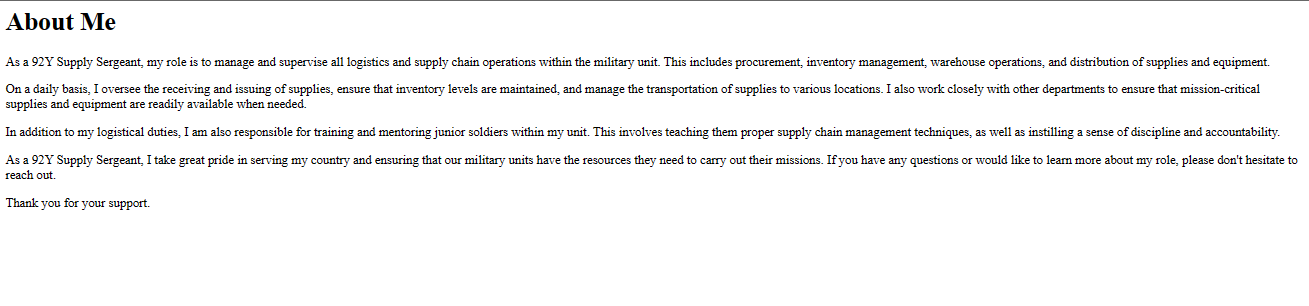 About Me
As a 92Y Supply Sergeant, my role is to manage and supervise all logistics and supply chain operations within the military unit. This includes procurement, inventory management, warehouse operations, and distribution of supplies and equipment.
On a daily basis, I oversee the receiving and issuing of supplies, ensure that inventory levels are maintained, and manage the transportation of supplies to various locations. I also work closely with other departments to ensure that mission-critical
supplies and equipment are readily available when needed.
In addition to my logistical duties, I am also responsible for training and mentoring junior soldiers within my unit. This involves teaching them proper supply chain management techniques, as well as instilling a sense of discipline and accountability.
As a 92Y Supply Sergeant, I take great pride in serving my country and ensuring that our military units have the resources they need to carry out their missions. If you have any questions or would like to learn more about my role, please don't hesitate to
reach out.
Thank you for your support.